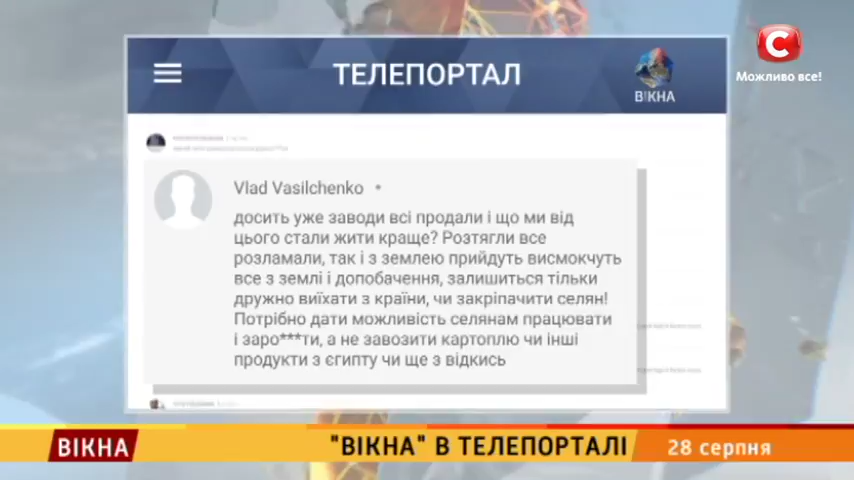 С
Можливо все!
ТЕЛЕПОРТАЛ
ВІКНА
Vlad Vasilchenko •
досить уже заводи всі продали і що ми від
цього стали жити краще? Розтягли все
розламали, так і з землею прийдуть висмокчуть
все з землі і допобачення, залишиться тільки
дружно виїхати з країни, чи закріпачити селян!
Потрібно дати можливість селянам працювати
і заро***ти, а не завозити картоплю чи інші
продукти з єгипту чи ще з відкись
ВІКНА
"ВІКНА" В ТЕЛЕПОРТАЛІ
28 серпня